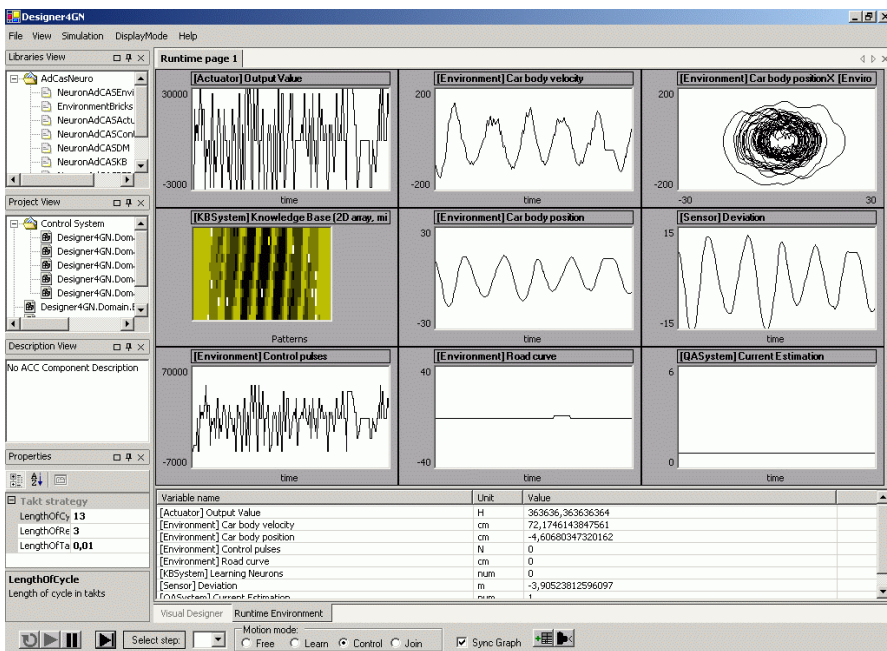 Designer4GN
File View Simulation DisplayMode Help
Libraries View
AdCasNeuro
NeuronAdCASEnvi
EnvironmentBricks
NeuronAdCASActu
NeuronAdCASCont
NeuronAdCASDM
NeuronAdCASKB
Project View
Control System
Designer4GN.Dom
Designer4GN.Dom
Designer4GN.Dom
Designer4GN.Dom
Designer4GN.Dom
Designer4GN.Domain.E
Description View
No ACC Component Description
Properties
Takt strategy
LengthOfCy 13
LengthOfRe 3
LengthOfTa 0,01
LengthOfCycle
Length of cycle in takts
Runtime page 1
[Actuator] Output Value
30000
-3000
time
[Environment] Car body velocity
200
-200
time
[Environment] Car body positionX [Enviro
200
-200
-30 30
[KBSystem] Knowledge Base (2D array, mi
Patterns
[Environment] Car body position
30
-30
time
[Sensor] Deviation
15
-15
time
[Environment] Control pulses
70000
-7000
time
[Environment] Road curve
40
-40
time
[QASystem] Current Estimation
6
0
time
Variable name Unit Value
[Actuator] Output Value H 363636,363636364
[Environment] Car body velocity cm 72,1746143847561
[Environment] Car body position cm -4,60680347320162
[Environment] Control pulses N 0
[Environment] Road curve cm 0
[KBSystem] Learning Neurons num 0
[Sensor] Deviation m -3,90523812596097
[QASystem] Current Estimation num 1
Visual Designer Runtime Environment
Select step:
Motion mode:
Free Learn Control Join
Sync Graph